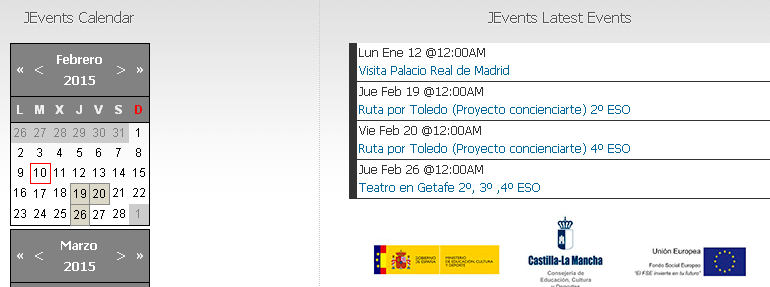 JEvents Calendar
« < Febrero 2015 > »
L M X J V S D
26 27 28 29 30 31 1
2 3 4 5 6 7 8
9 10 11 12 13 14 15
16 17 18 19 20 21 22
23 24 25 26 27 28 1
« < Marzo 2015 > »
JEvents Latest Events
Lun Ene 12 @12:00AM
Visita Palacio Real de Madrid
Jue Feb 19 @12:00AM
Ruta por Toledo (Proyecto concienciarte) 2º ESO
Vie Feb 20 @12:00AM
Ruta por Toledo (Proyecto concienciarte) 4º ESO
Jue Feb 26 @12:00AM
Teatro en Getafe 2º, 3º ,4º ESO
GOBIERNO
DE ESPAÑA
MINISTERIO
DE EDUCACIÓN, CULTURA
Y DEPORTE
Castilla-La Mancha
Consejería de
Educación, Cultura
y Deportes
Unión Europea
Fondo Social Europeo
"El FSE invierte en tu futuro"